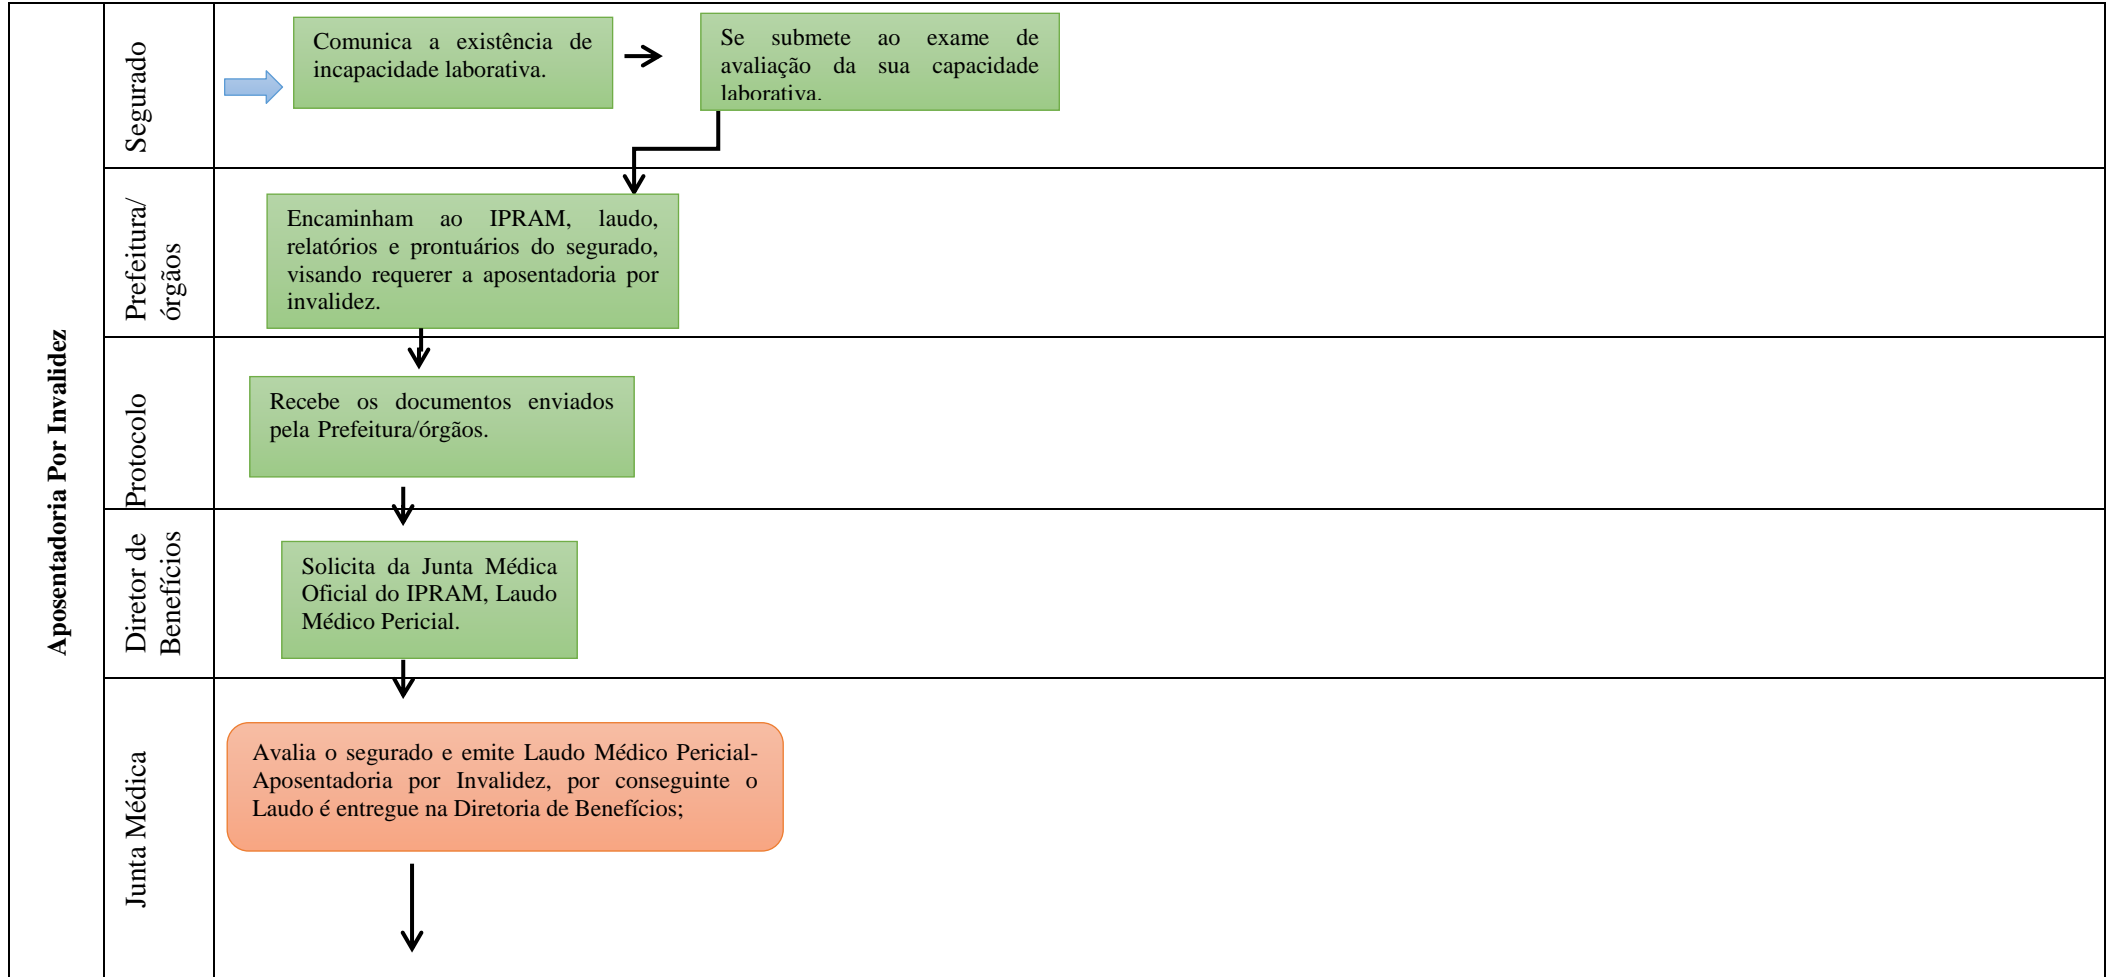 Aposentadoria Por Invalidez
Segurado
Comunica a existência de
incapacidade laborativa.
Se submete ao exame de
avaliação da sua capacidade
laborativa.
Prefeitura/
órgãos
Encaminham ao IPRAM, laudo,
relatórios e prontuários do segurado,
visando requerer a aposentadoria por
invalidez.
Protocolo
Recebe os documentos enviados
pela Prefeitura/órgãos.
Diretor de
Benefícios
Solicita da Junta Médica
Oficial do IPRAM, Laudo
Médico Pericial.
Junta Médica
Avalia o segurado e emite Laudo Médico Pericial-
Aposentadoria por Invalidez, por conseguinte o
Laudo é entregue na Diretoria de Benefícios;